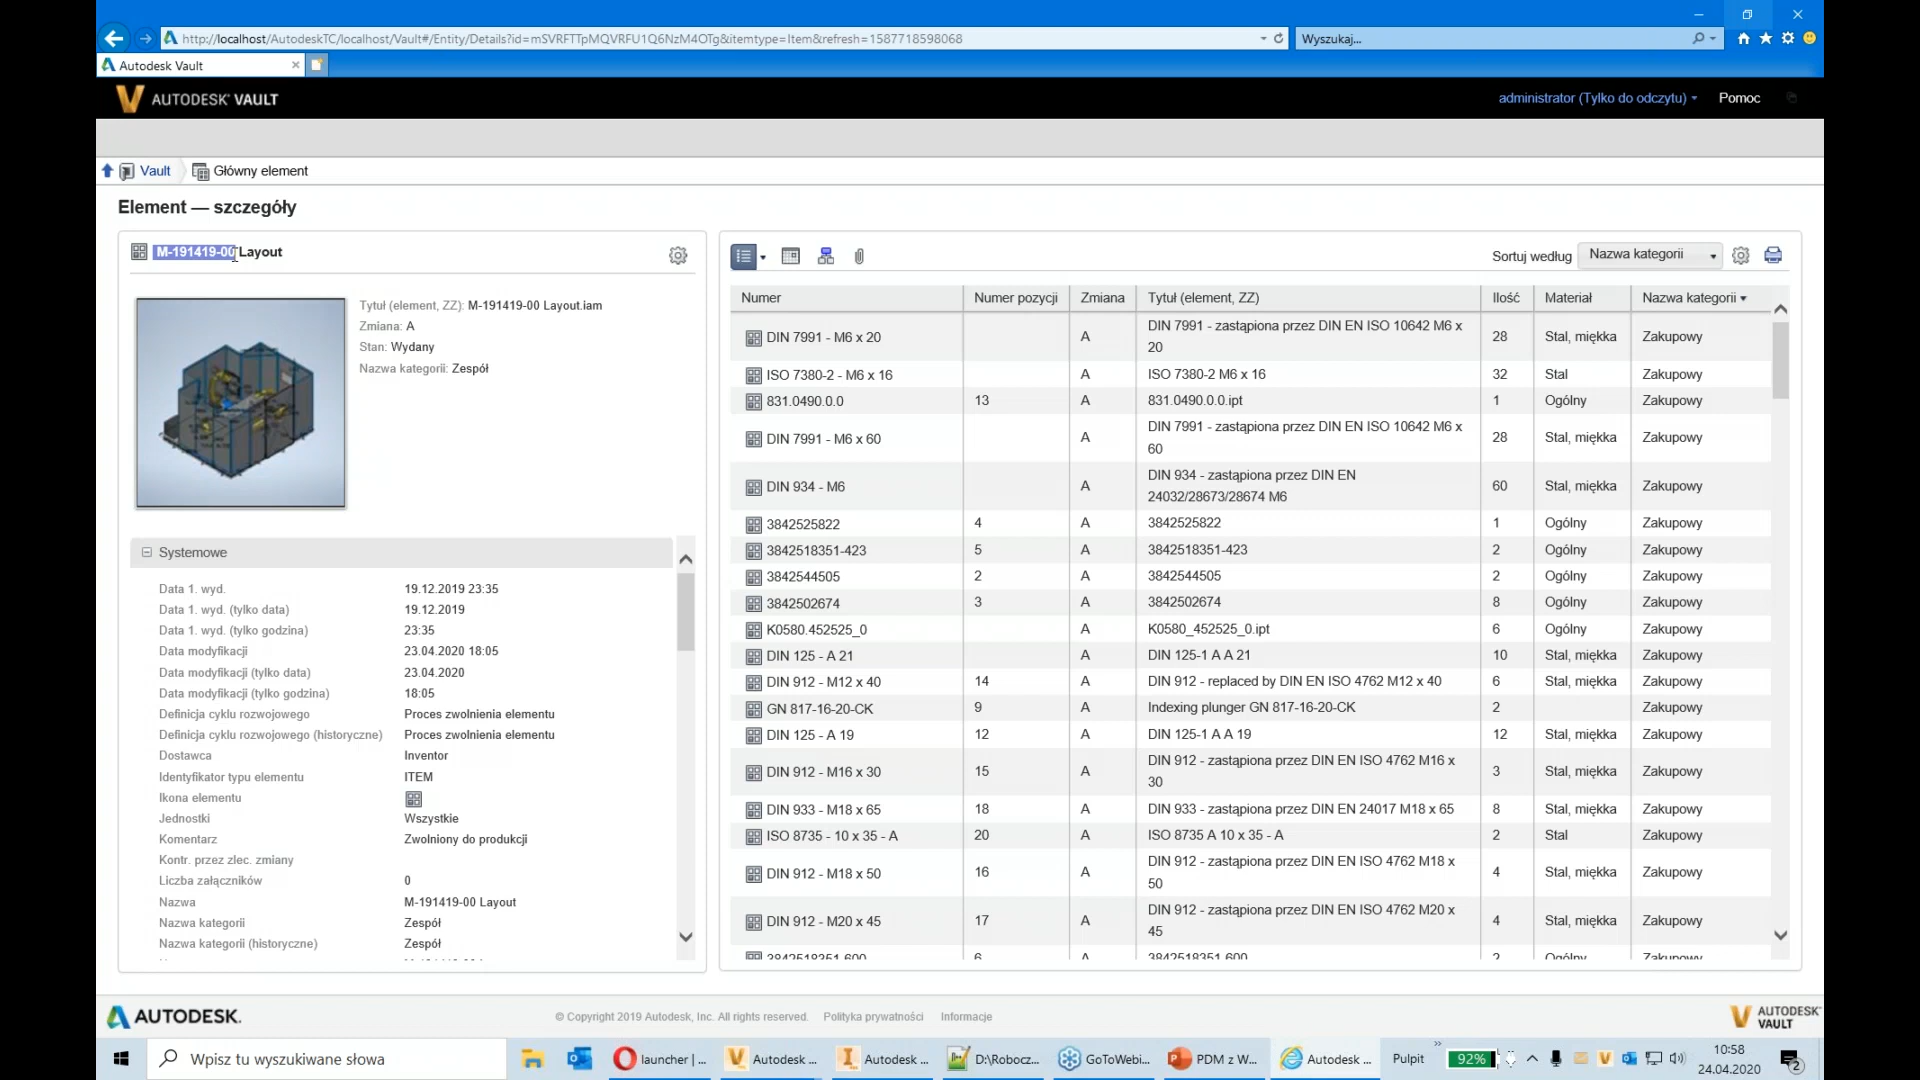 http://localhost/AutodeskTC/localhost/Vault#/Entity/Details?id=mSVRFTTpMQVRFU1Q6NzM4OTg&itemtype=Item&refresh=1587718598068
Wyszukaj...
Autodesk Vault
AUTODESK® VAULT
administrator (Tylko do odczytu)
Pomoc
Vault
Główny element
Element — szczegóły
M-191419-00 Layout
Tytuł (element, ZZ): M-191419-00 Layout.iam
Zmiana: A
Stan: Wydany
Nazwa kategorii: Zespół
Systemowe
Data 1. wyd. 19.12.2019 23:35
Data 1. wyd. (tylko data) 19.12.2019
Data 1. wyd. (tylko godzina) 23:35
Data modyfikacji 23.04.2020 18:05
Data modyfikacji (tylko data) 23.04.2020
Data modyfikacji (tylko godzina) 18:05
Definicja cyklu rozwojowego Proces zwolnienia elementu
Definicja cyklu rozwojowego (historyczne) Proces zwolnienia elementu
Dostawca Inventor
Identyfikator typu elementu ITEM
Ikona elementu
Jednostki Wszystkie
Komentarz Zwolniony do produkcji
Kontr. przez zlec. zmiany
Liczba załączników 0
Nazwa M-191419-00 Layout
Nazwa kategorii Zespół
Nazwa kategorii (historyczne) Zespół
Sortuj według Nazwa kategorii
Numer Numer pozycji Zmiana Tytuł (element, ZZ) Ilość Materiał Nazwa kategorii
DIN 7991 - M6 x 20 A DIN 7991 - zastąpiona przez DIN EN ISO 10642 M6 x 28 Stal, miękka Zakupowy
20
ISO 7380-2 - M6 x 16 A ISO 7380-2 M6 x 16 32 Stal Zakupowy
831.0490.0.0 13 A 831.0490.0.0.ipt 1 Ogólny Zakupowy
DIN 7991 - M6 x 60 A DIN 7991 - zastąpiona przez DIN EN ISO 10642 M6 x 28 Stal, miękka Zakupowy
60
DIN 934 - M6 A DIN 934 - zastąpiona przez DIN EN 60 Stal, miękka Zakupowy
24032/28673/28674 M6
3842525822 4 A 3842525822 1 Ogólny Zakupowy
3842518351-423 5 A 3842518351-423 2 Ogólny Zakupowy
3842544505 2 A 3842544505 2 Ogólny Zakupowy
3842502674 3 A 3842502674 8 Ogólny Zakupowy
K0580.452525_0 A K0580_452525_0.ipt 6 Ogólny Zakupowy
DIN 125 - A 21 A DIN 125-1 A A 21 10 Stal, miękka Zakupowy
DIN 912 - M12 x 40 14 A DIN 912 - replaced by DIN EN ISO 4762 M12 x 40 6 Stal, miękka Zakupowy
GN 817-16-20-CK 9 A Indexing plunger GN 817-16-20-CK 2 Zakupowy
DIN 125 - A 19 12 A DIN 125-1 A A 19 12 Stal, miękka Zakupowy
DIN 912 - M16 x 30 15 A DIN 912 - zastąpiona przez DIN EN ISO 4762 M16 x 3 Stal, miękka Zakupowy
30
DIN 933 - M18 x 65 18 A DIN 933 - zastąpiona przez DIN EN 24017 M18 x 65 8 Stal, miękka Zakupowy
ISO 8735 - 10 x 35 - A 20 A ISO 8735 A 10 x 35 - A 2 Stal Zakupowy
DIN 912 - M18 x 50 16 A DIN 912 - zastąpiona przez DIN EN ISO 4762 M18 x 4 Stal, miękka Zakupowy
50
DIN 912 - M20 x 45 17 A DIN 912 - zastąpiona przez DIN EN ISO 4762 M20 x 4 Stal, miękka Zakupowy
45
3842518351-600 6 A 3842518351-600 2 Ogólny Zakupowy
AUTODESK.
© Copyright 2019 Autodesk, Inc. All rights reserved. Polityka prywatności Informacje
AUTODESK®
VAULT
Wpisz tu wyszukiwane słowa
launcher | ...
Autodesk ...
Autodesk ...
D:\Robocz...
GoToWebi...
PDM z W...
Autodesk ...
Pulpit
92%
10:58
24.04.2020
2